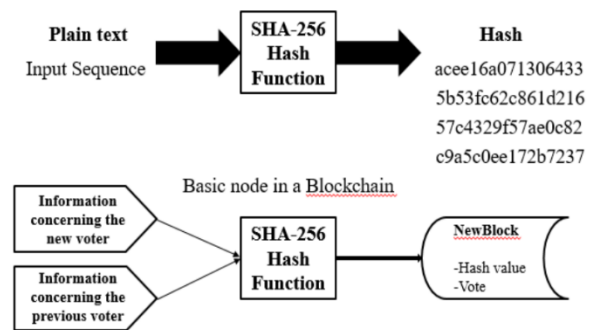 Plain text
Input Sequence
SHA-256
Hash
Function
Hash
acee16a071306433
5b53fc62c861d216
57c4329f57ae0c82
c9a5c0ee172b7237
Basic node in a Blockchain
Information
concerning the
new voter
Information
concerning the
previous voter
SHA-256
Hash
Function
NewBlock
-Hash value
-Vote